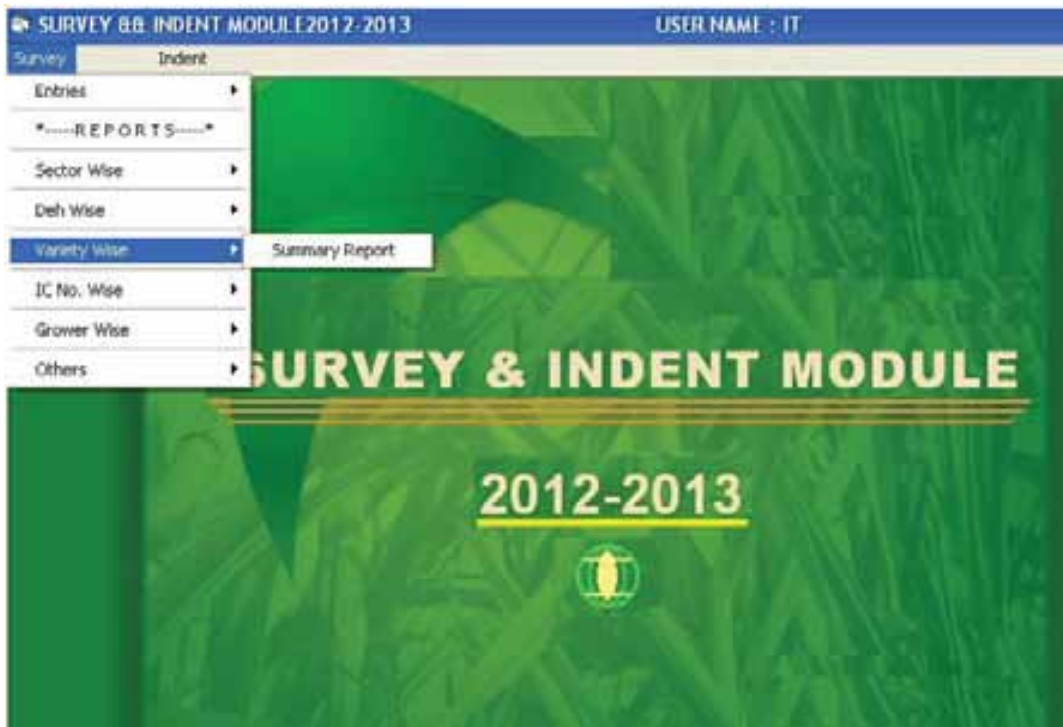 SURVEY && INDENT MODULE2012-2013 USER NAME : IT
Survey Indent
Entries
*-----R E P O R T S-----*
Sector Wise
Deh Wise
Variety Wise
Summary Report
IC No. Wise
Grower Wise
Others
SURVEY & INDENT MODULE
2012-2013